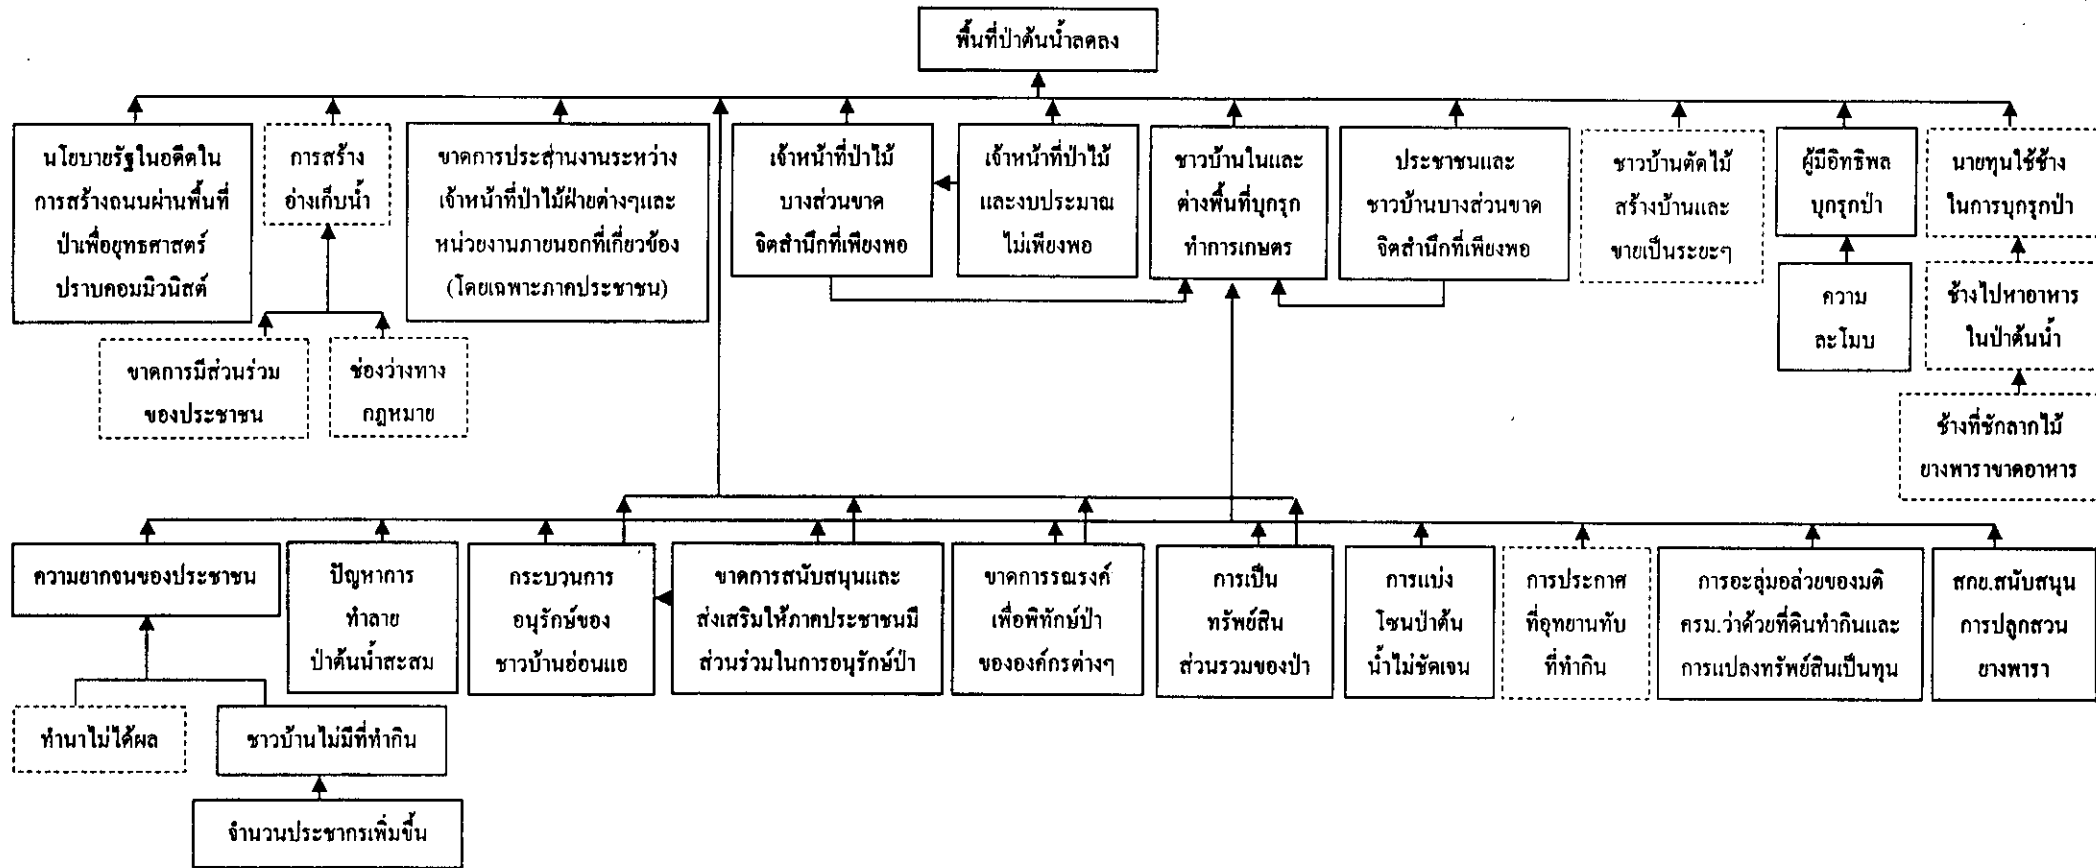 พื้นที่ป่าต้นน้ำลดลง
นโยบายรัฐในอดีตใน
การสร้างถนนผ่านพื้นที่
ป่าเพื่อยุทธศาสตร์
ปราบคอมมิวนิสต์
การสร้าง
อ่างเก็บน้ำ
ขาดการประสานงานระหว่าง
เจ้าหน้าที่ป่าไม้ฝ่ายต่างๆและ
หน่วยงานภายนอกที่เกี่ยวข้อง
(โดยเฉพาะภาคประชาชน)
เจ้าหน้าที่ป่าไม้
บางส่วนขาด
จิตสำนึกที่เพียงพอ
เจ้าหน้าที่ป่าไม้
และงบประมาณ
ไม่เพียงพอ
ชาวบ้านในและ
ต่างพื้นที่บุกรุก
ทำการเกษตร
ประชาชนและ
ชาวบ้านบางส่วนขาด
จิตสำนึกที่เพียงพอ
ชาวบ้านตัดไม้
สร้างบ้านและ
ขายเป็นระยะๆ
ผู้มีอิทธิพล
บุกรุกป่า
นายทุนใช้ช้าง
ในการบุกรุกป่า
ขาดการมีส่วนร่วม
ของประชาชน
ช่องว่างทาง
กฎหมาย
ความ
ละโมบ
ช้างไปหาอาหาร
ในป่าต้นน้ำ
ช้างที่ชักลากไม้
ยางพาราขาดอาหาร
ความยากจนของประชาชน
ปัญหาการ
ทำลาย
ป่าต้นน้ำสะสม
กระบวนการ
อนุรักษ์ของ
ชาวบ้านอ่อนแอ
ขาดการสนับสนุนและ
ส่งเสริมให้ภาคประชาชนมี
ส่วนร่วมในการอนุรักษ์ป่า
ขาดการรณรงค์
เพื่อพิทักษ์ป่า
ขององค์กรต่างๆ
การเป็น
ทรัพย์สิน
ส่วนรวมของป่า
การแบ่ง
โซนป่าต้น
น้ำไม่ชัดเจน
การประกาศ
ที่อุทยานทับ
ที่ทำกิน
การอะลุ่มอล่วยของมติ
ครม.ว่าด้วยที่ดินทำกินและ
การแปลงทรัพย์สินเป็นทุน
สกย.สนับสนุน
การปลูกสวน
ยางพารา
ทำนาไม่ได้ผล
ชาวบ้านไม่มีที่ทำกิน
จำนวนประชากรเพิ่มขึ้น